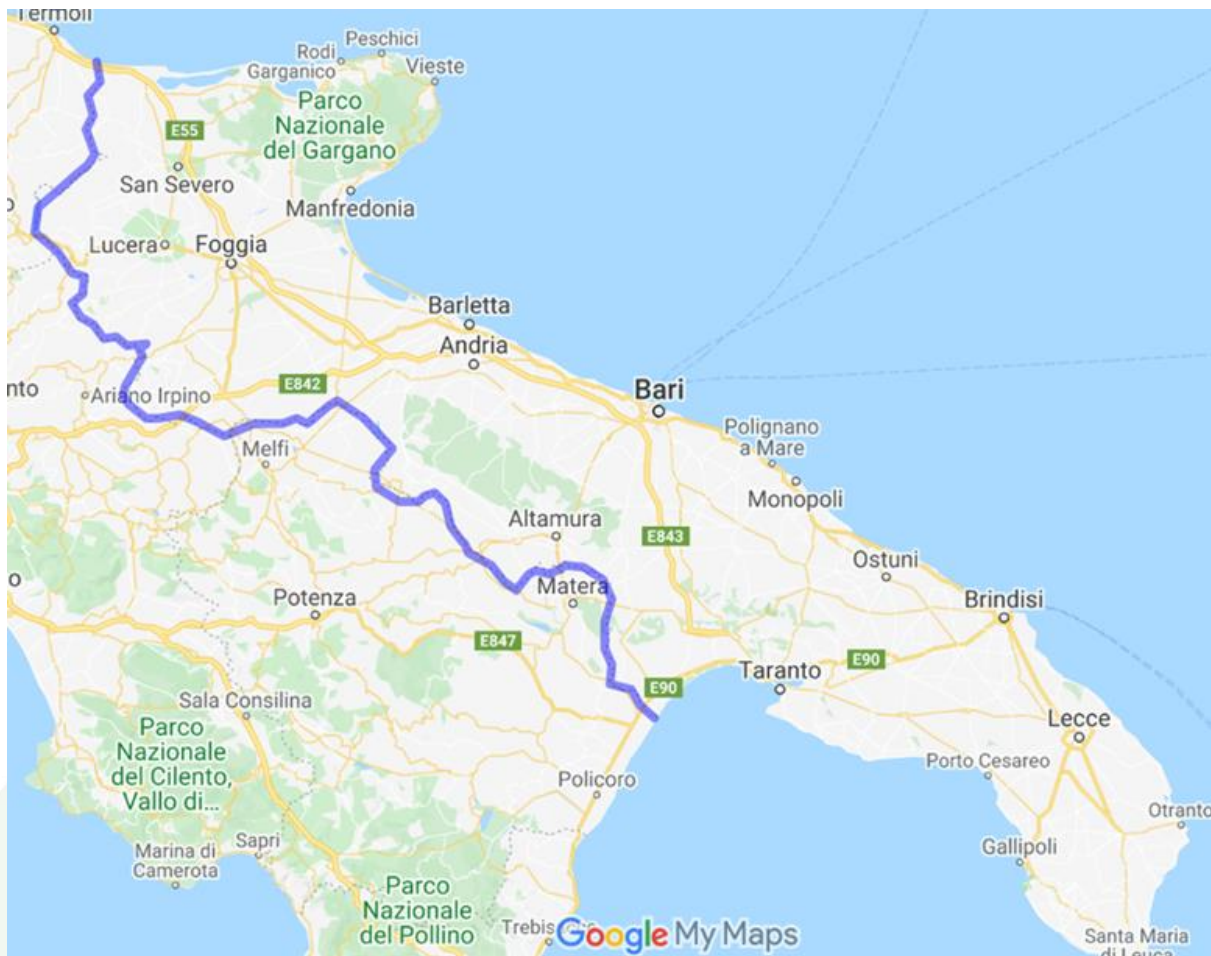 Termoli
Rodi
Garganico
Peschici
Vieste
Parco
Nazionale
del Gargano
E55
San Severo
Manfredonia
Lucera
Foggia
Barletta
Andria
nto
Ariano Irpino
E842
Bari
Melfi
Polignano
a Mare
Monopoli
Altamura
E843
Ostuni
Matera
Potenza
Brindisi
E847
Taranto
E90
E90
Sala Consilina
Lecce
Parco
Nazionale
del Cilento,
Vallo di...
Policoro
Porto Cesareo
Otranto
Marina di
Camerota
Sapri
Gallipoli
Parco
Nazionale
del Pollino
Google My Maps
Santa Maria
di Leuca